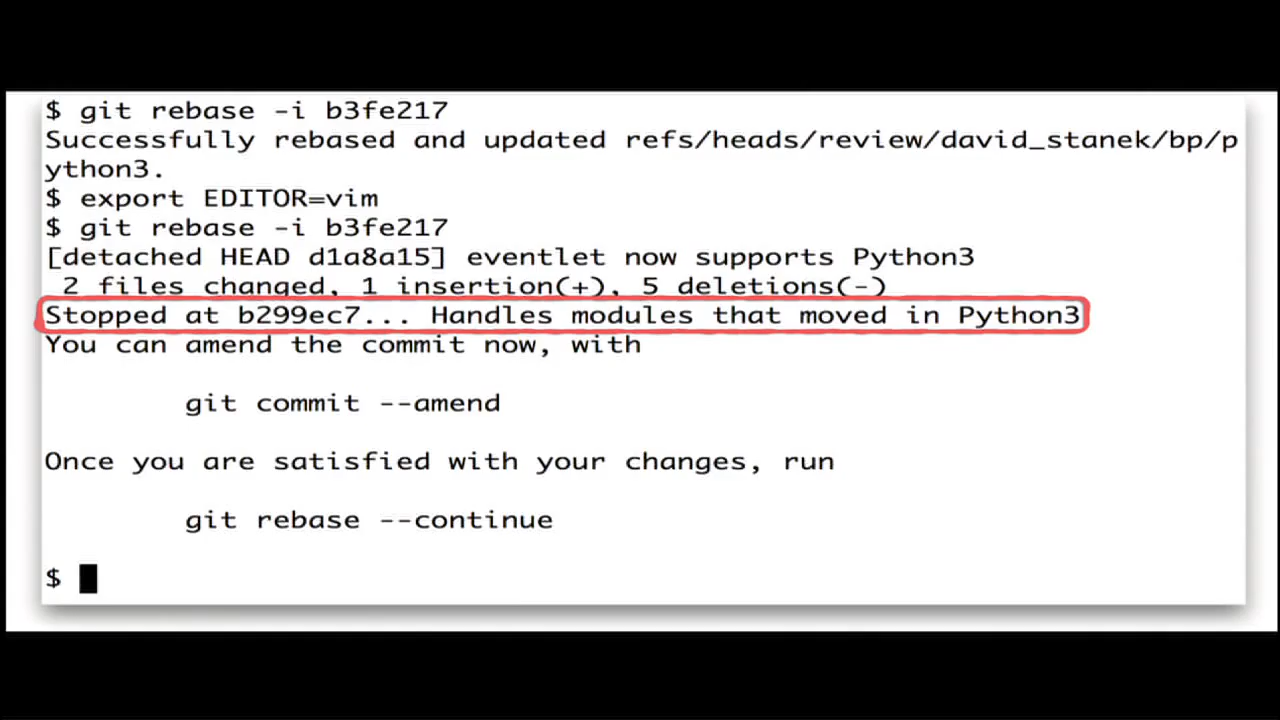 $ git rebase -i b3fe217
Successfully rebased and updated refs/heads/review/david_stanek/bp/p
ython3.
$ export EDITOR=vim
$ git rebase -i b3fe217
[detached HEAD d1a8a15] eventlet now supports Python3
 2 files changed, 1 insertion(+), 5 deletions(-)
Stopped at b299ec7... Handles modules that moved in Python3
You can amend the commit now, with
        git commit --amend
Once you are satisfied with your changes, run
        git rebase --continue
$